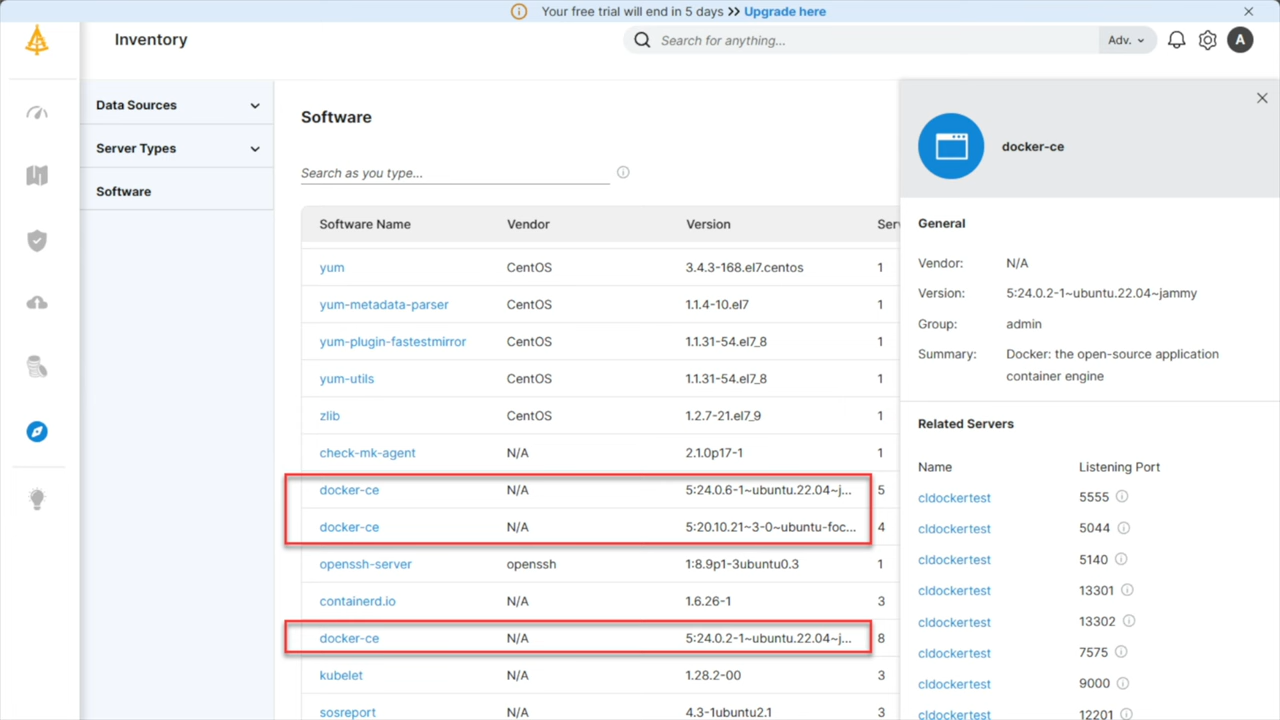 Your free trial will end in 5 days >> Upgrade here
Inventory
Search for anything...
Adv.
A
Data Sources
Server Types
Software
Software
Search as you type...
Software Name Vendor Version Serv
yum CentOS 3.4.3-168.el7.centos 1
yum-metadata-parser CentOS 1.1.4-10.el7 1
yum-plugin-fastestmirror CentOS 1.1.31-54.el7_8 1
yum-utils CentOS 1.1.31-54.el7_8 1
zlib CentOS 1.2.7-21.el7_9 1
check-mk-agent N/A 2.1.0p17-1 1
docker-ce N/A 5:24.0.6-1~ubuntu.22.04~j... 5
docker-ce N/A 5:20.10.21~3-0~ubuntu-foc... 4
openssh-server openssh 1:8.9p1-3ubuntu0.3 1
containerd.io N/A 1.6.26-1 3
docker-ce N/A 5:24.0.2-1~ubuntu.22.04~j... 8
kubelet N/A 1.28.2-00 3
sosreport N/A 4.3-1ubuntu2.1 3
docker-ce
General
Vendor: N/A
Version: 5:24.0.2-1~ubuntu.22.04~jammy
Group: admin
Summary: Docker: the open-source application
container engine
Related Servers
Name Listening Port
cldockertest 5555
cldockertest 5044
cldockertest 5140
cldockertest 13301
cldockertest 13302
cldockertest 7575
cldockertest 9000
cldockertest 12201